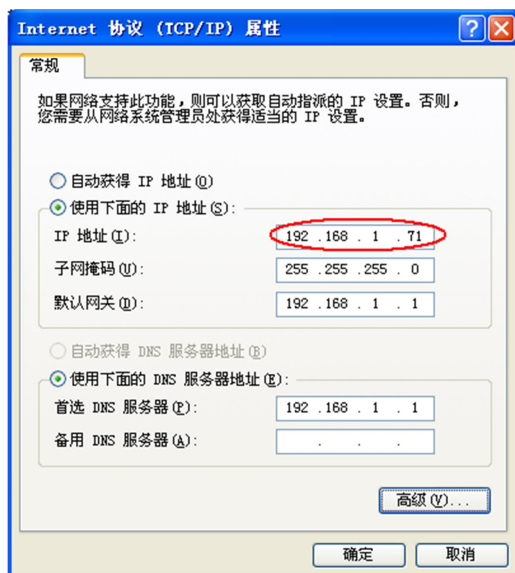 Internet 协议 (TCP/IP) 属性
常规
如果网络支持此功能,则可以获取自动指派的 IP 设置。否则,
您需要从网络系统管理员处获得适当的 IP 设置。
自动获得 IP 地址(O)
使用下面的 IP 地址(S):
IP 地址(I): 192 .168 . 1 . 71
子网掩码(U): 255 .255 .255 . 0
默认网关(D): 192 .168 . 1 . 1
自动获得 DNS 服务器地址(B)
使用下面的 DNS 服务器地址(E):
首选 DNS 服务器(P): 192 .168 . 1 . 1
备用 DNS 服务器(A): . . .
高级(V)...
确定 取消